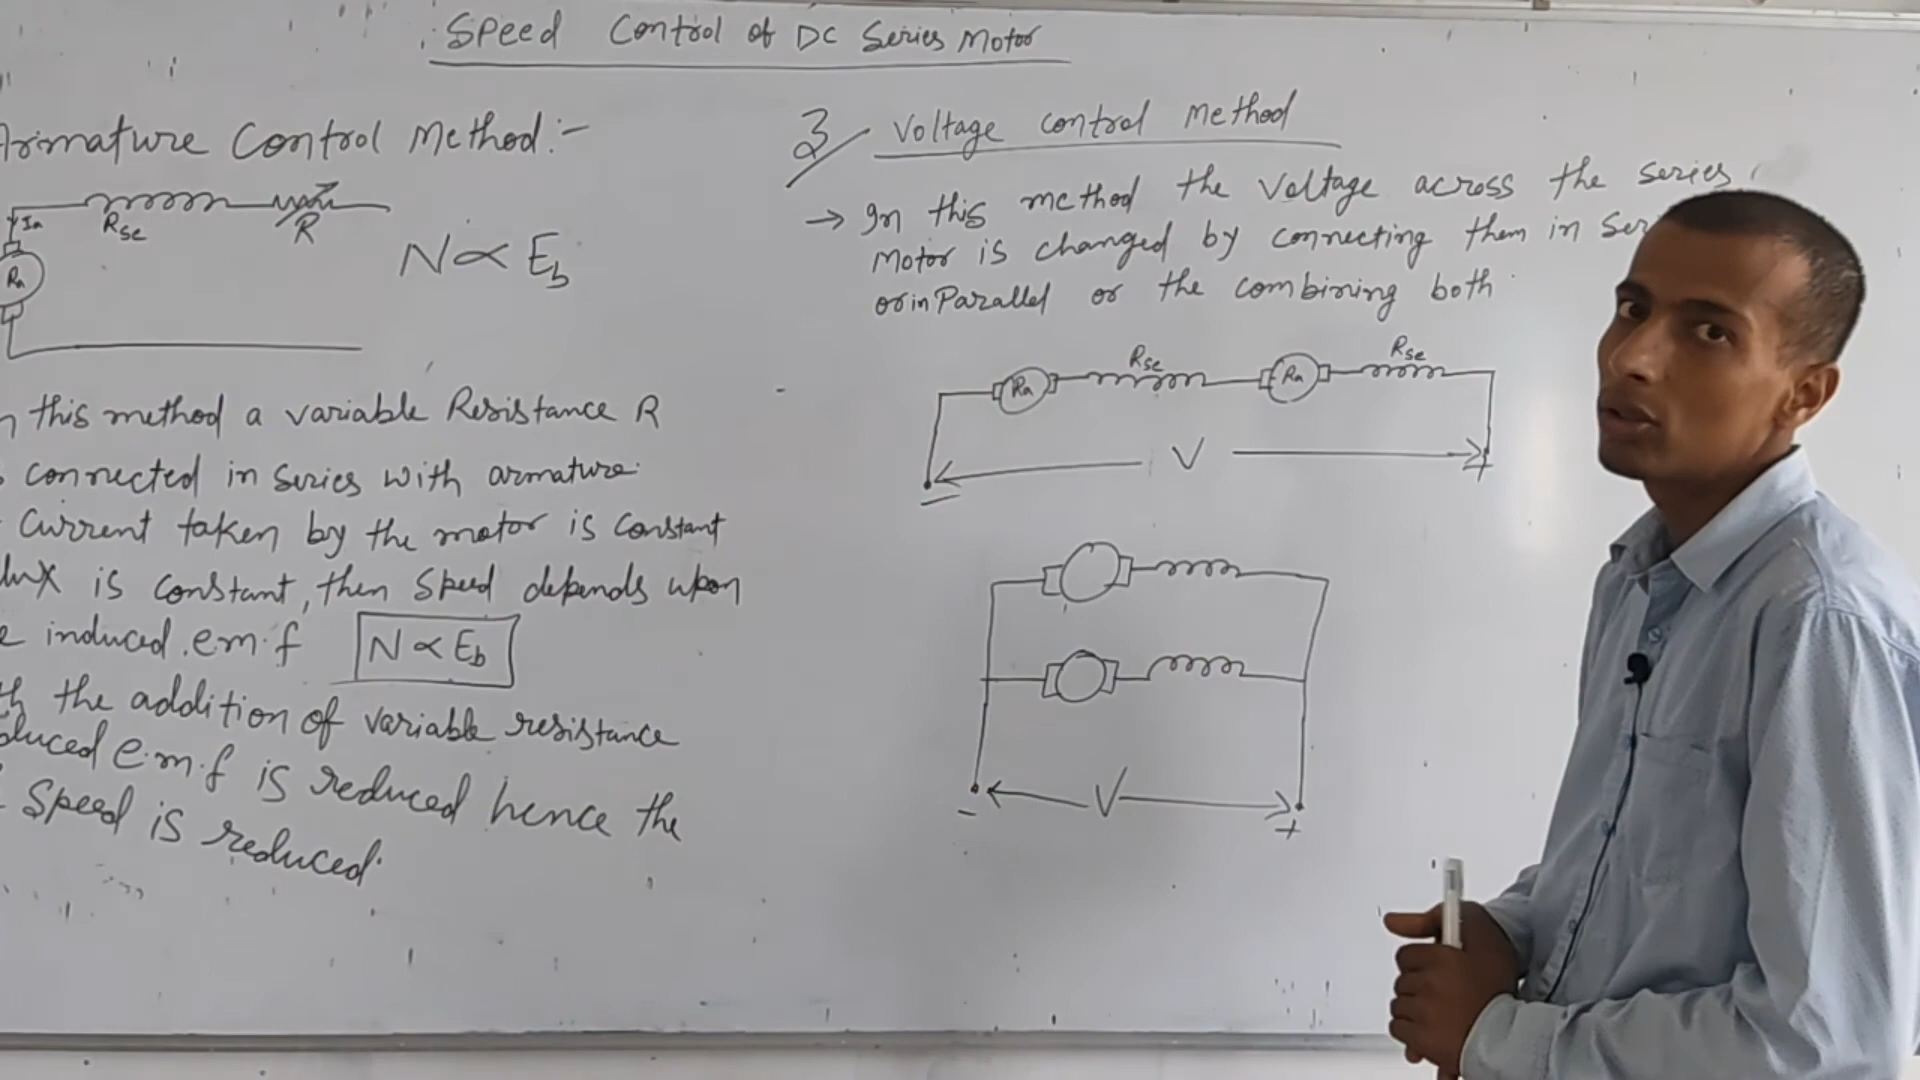 Speed Control of DC Series Motor
Armature Control Method:-
Ia
Rse
R
Ra
N ∝ Eb
this method a variable Resistance R
connected in series with armature.
Current taken by the motor is constant
is constant, then speed depends upon
induced e.m.f N ∝ Eb
the addition of variable resistance
e.m.f is reduced hence the
Speed is reduced.
3/ Voltage control Method
→ In this method the voltage across the series
Motor is changed by connecting them in
or in Parallel or the combining both
Ra
Rse
Ra
Rse
V
-
+
V
-
+